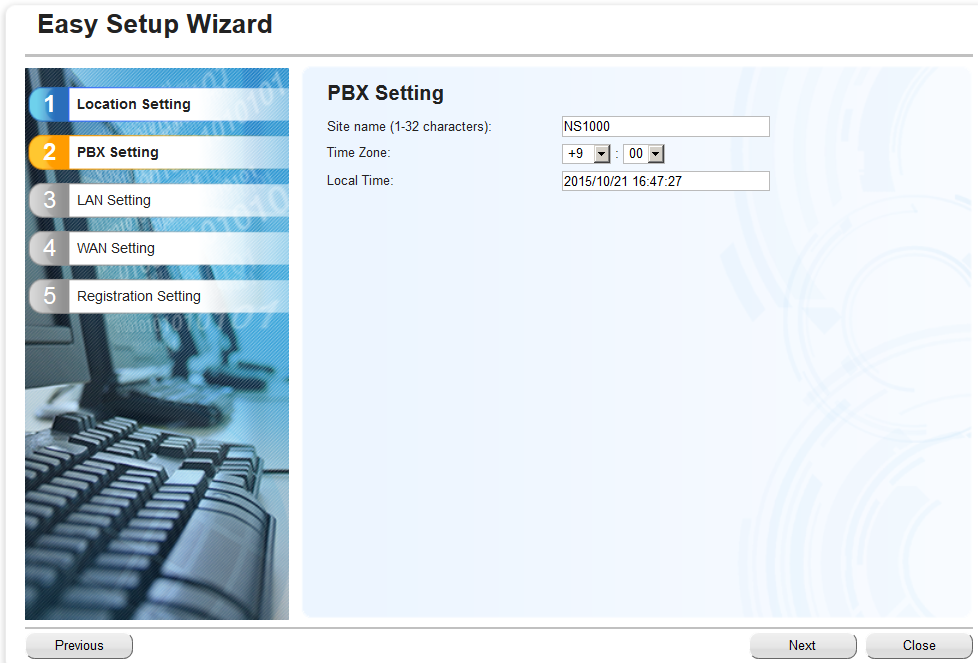 Easy Setup Wizard
1 Location Setting
2 PBX Setting
3 LAN Setting
4 WAN Setting
5 Registration Setting
PBX Setting
Site name (1-32 characters): NS1000
Time Zone: +9 : 00
Local Time: 2015/10/21 16:47:27
Previous Next Close